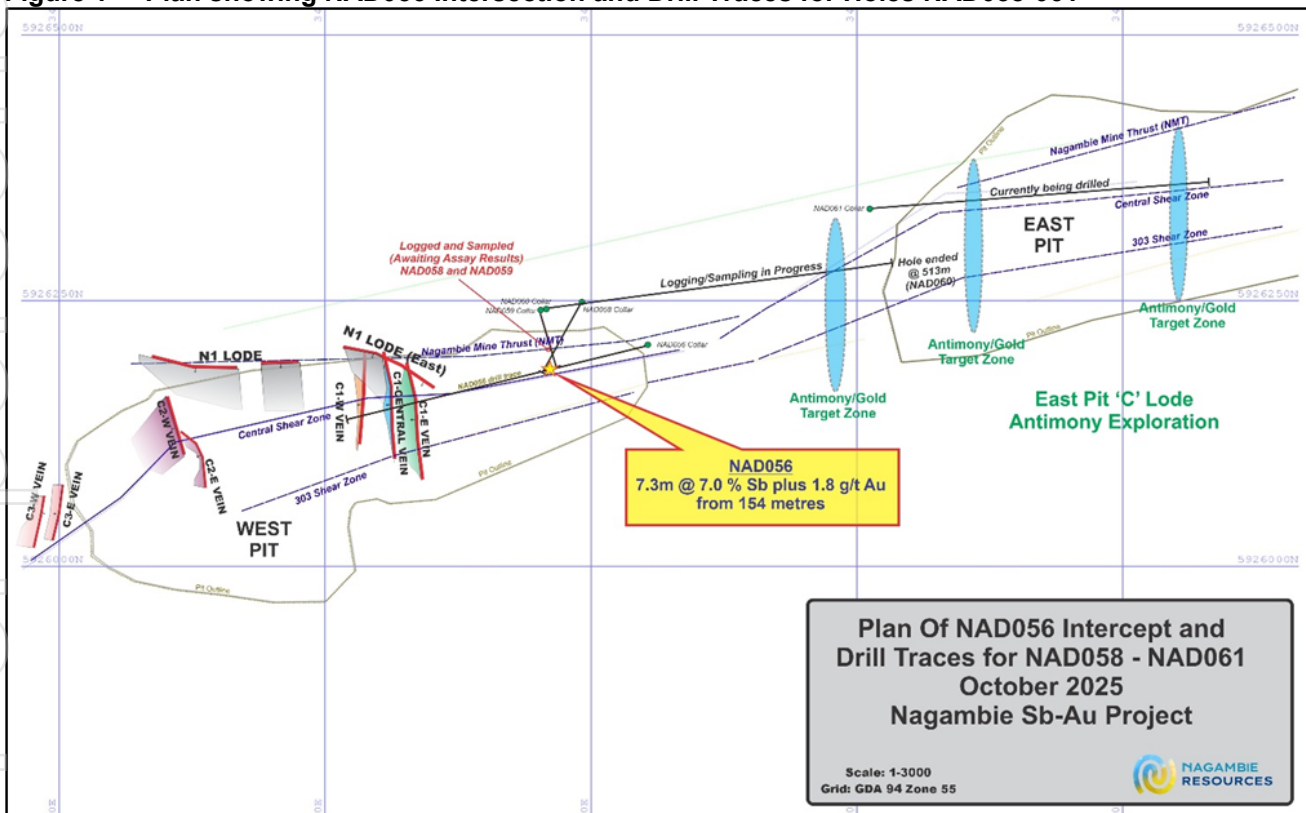 5926500N
5926500N
Nagambie Mine Thrust (NMT)
Pit Outline
Currently being drilled
NAD061 Collar
Central Shear Zone
EAST
PIT
303 Shear Zone
Logged and Sampled
(Awaiting Assay Results)
NAD058 and NAD059
Logging/Sampling in Progress
Hole ended
@ 513m
(NAD060)
NAD060 Collar
NAD059 Collar
NAD058 Collar
5926250N
5926250N
Antimony/Gold
Target Zone
Pit Outline
Antimony/Gold
Target Zone
N1 LODE
N1 LODE (East)
Nagambie Mine Thrust (NMT)
NAD056 Collar
NAD056 drill trace
C1-W VEIN
C1-CENTRAL VEIN
C1-E VEIN
Antimony/Gold
Target Zone
East Pit ‘C’ Lode
Antimony Exploration
C2-W VEIN
C2-E VEIN
Central Shear Zone
Pit Outline
303 Shear Zone
C3-W VEIN
C3-E VEIN
WEST
PIT
NAD056
7.3m @ 7.0 % Sb plus 1.8 g/t Au
from 154 metres
5926000N
5926000N
Pit Outline
Plan Of NAD056 Intercept and
Drill Traces for NAD058 - NAD061
October 2025
Nagambie Sb-Au Project
Scale: 1-3000
Grid: GDA 94 Zone 55
NAGAMBIE
RESOURCES